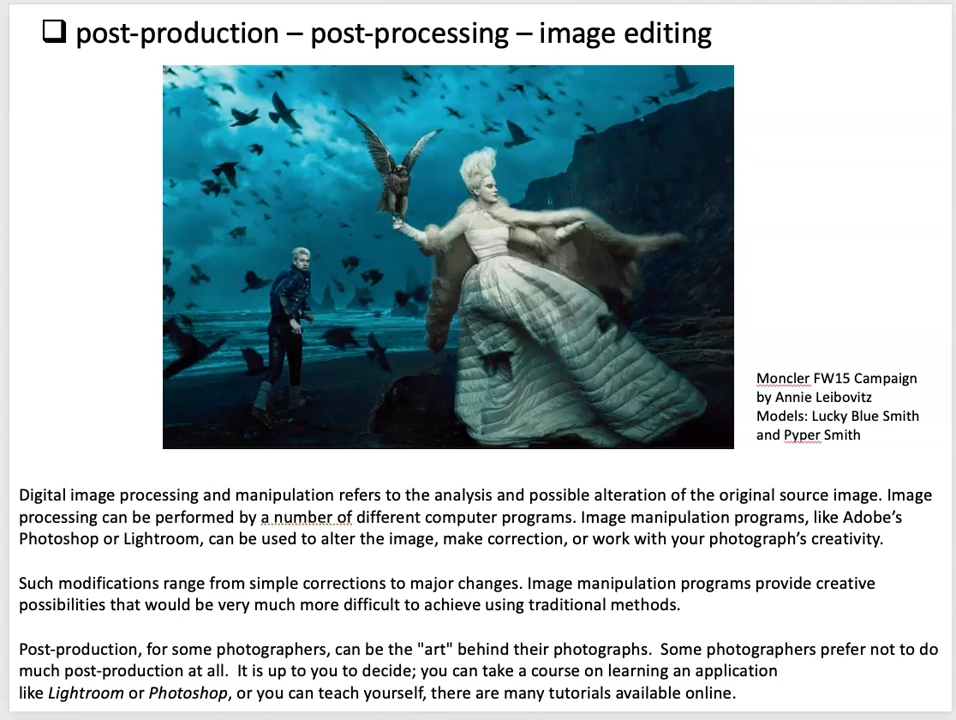 ❑ post-production – post-processing – image editing
Moncler FW15 Campaign
by Annie Leibovitz
Models: Lucky Blue Smith
and Pyper Smith
Digital image processing and manipulation refers to the analysis and possible alteration of the original source image. Image
processing can be performed by a number of different computer programs. Image manipulation programs, like Adobe’s
Photoshop or Lightroom, can be used to alter the image, make correction, or work with your photograph’s creativity.
Such modifications range from simple corrections to major changes. Image manipulation programs provide creative
possibilities that would be very much more difficult to achieve using traditional methods.
Post-production, for some photographers, can be the "art" behind their photographs.  Some photographers prefer not to do
much post-production at all.  It is up to you to decide; you can take a course on learning an application
like Lightroom or Photoshop, or you can teach yourself, there are many tutorials available online.